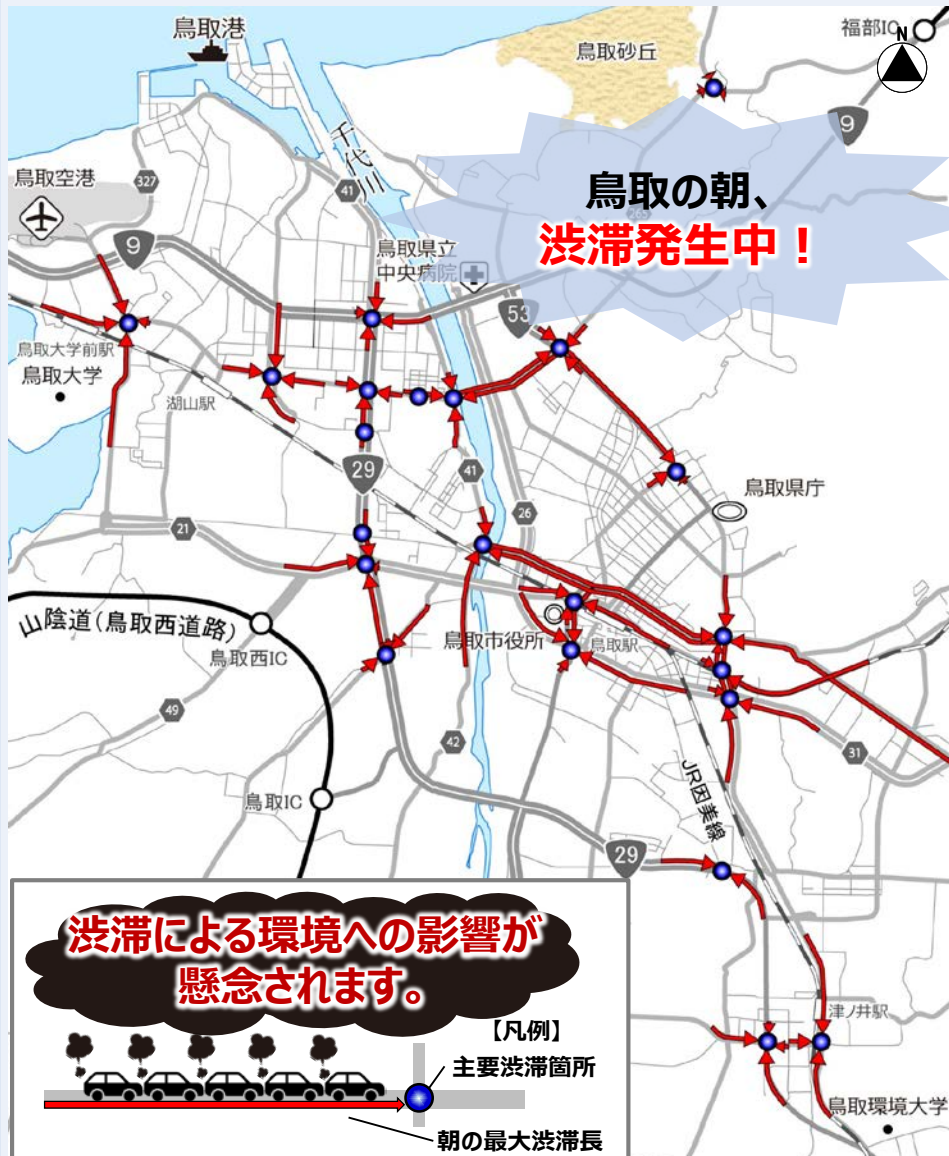 鳥取港
鳥取砂丘
福部IC
N
9
千代川
鳥取の朝、
渋滞発生中！
鳥取空港
327
41
265
9
鳥取県立
中央病院
53
鳥取大学前駅
鳥取大学
湖山駅
29
41
26
鳥取県庁
21
山陰道(鳥取西道路)
鳥取西IC
鳥取市役所
鳥取駅
49
42
31
鳥取IC
JR因美線
29
津ノ井駅
鳥取環境大学
渋滞による環境への影響が
懸念されます。
【凡例】
主要渋滞箇所
朝の最大渋滞長